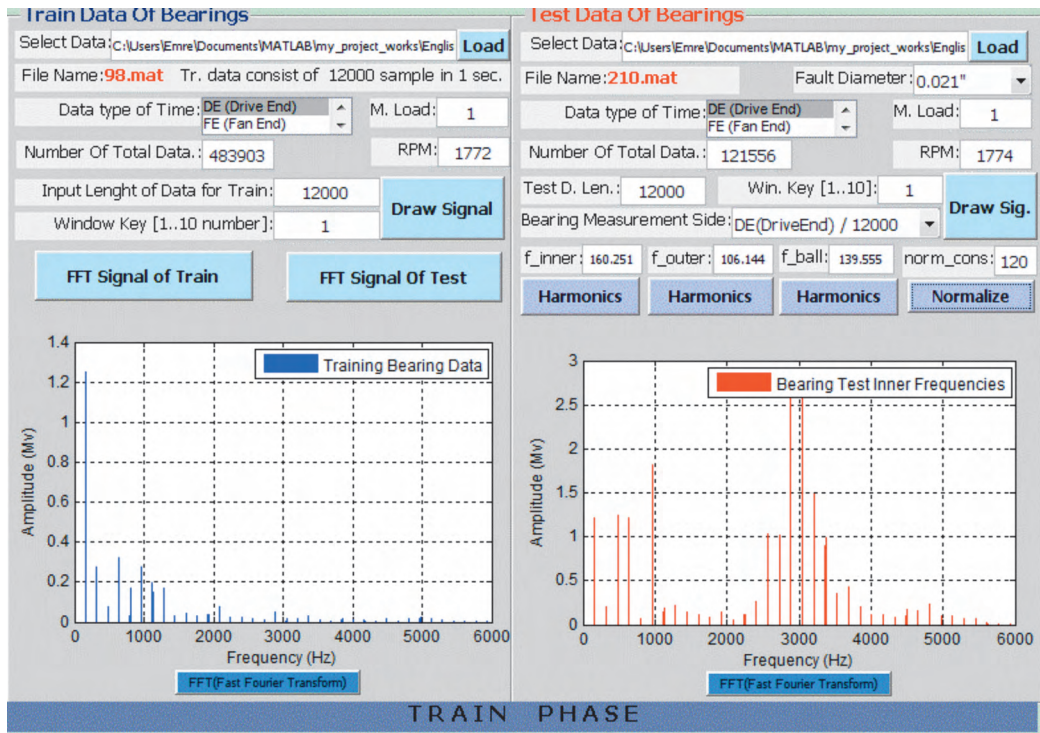 Train Data Of Bearings
Select Data: C:\Users\Emre\Documents\MATLAB\my_project_works\Englis Load
File Name:98.mat Tr. data consist of 12000 sample in 1 sec.
Data type of Time: DE (Drive End) M. Load: 1
FE (Fan End)
Number Of Total Data.: 483903 RPM: 1772
Input Lenght of Data for Train: 12000
Draw Signal
Window Key [1..10 number]: 1
FFT Signal of Train FFT Signal Of Test
1.4
1.2
1
0.8
0.6
0.4
0.2
0
Training Bearing Data
Amplitude (Mv)
0 1000 2000 3000 4000 5000 6000
Frequency (Hz)
FFT(Fast Fourier Transform)
Test Data Of Bearings
Select Data: C:\Users\Emre\Documents\MATLAB\my_project_works\Englis Load
File Name:210.mat Fault Diameter: 0.021"
Data type of Time: DE (Drive End) M. Load: 1
FE (Fan End)
Number Of Total Data.: 121556 RPM: 1774
Test D. Len.: 12000 Win. Key [1..10]: 1
Draw Sig.
Bearing Measurement Side: DE(DriveEnd) / 12000
f_inner: 160.251 f_outer: 106.144 f_ball: 139.555 norm_cons: 120
Harmonics Harmonics Harmonics Normalize
3
2.5
2
1.5
1
0.5
0
Bearing Test Inner Frequencies
Amplitude (Mv)
0 1000 2000 3000 4000 5000 6000
Frequency (Hz)
FFT(Fast Fourier Transform)
TRAIN PHASE